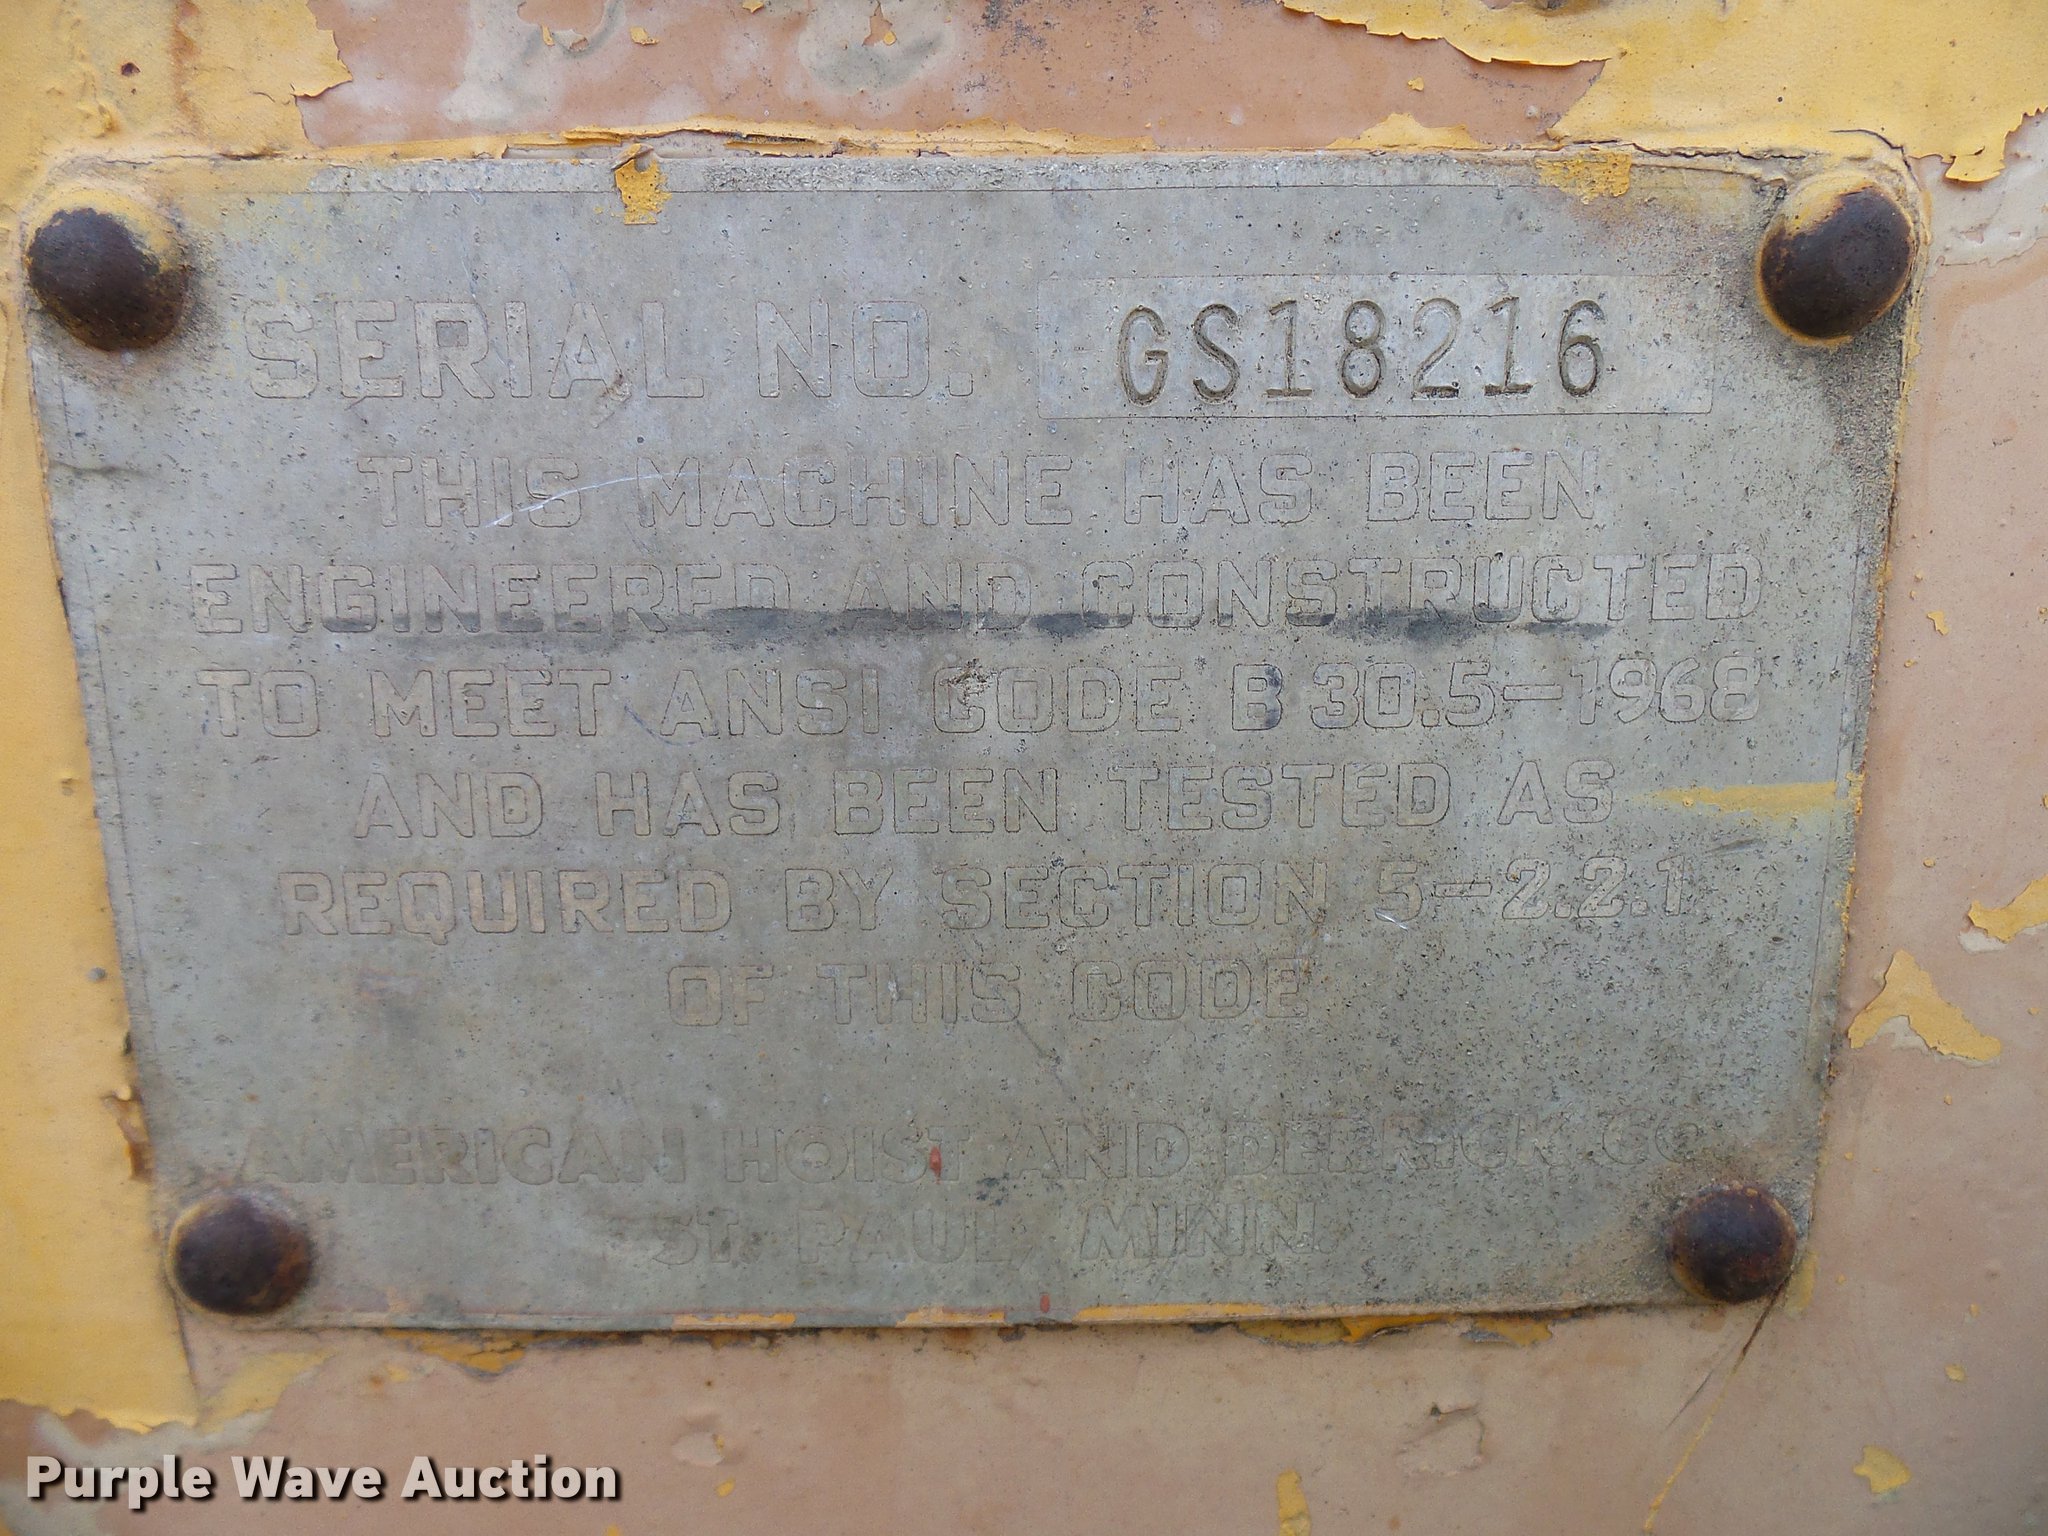 SERIAL NO. GS18216
THIS MACHINE HAS BEEN
ENGINEERED AND CONSTRUCTED
TO MEET ANSI CODE B 30.5-1968
AND HAS BEEN TESTED AS
REQUIRED BY SECTION 5-2.2.1
OF THIS CODE
AMERICAN HOIST AND DERRICK CO.
ST. PAUL, MINN.
Purple Wave Auction